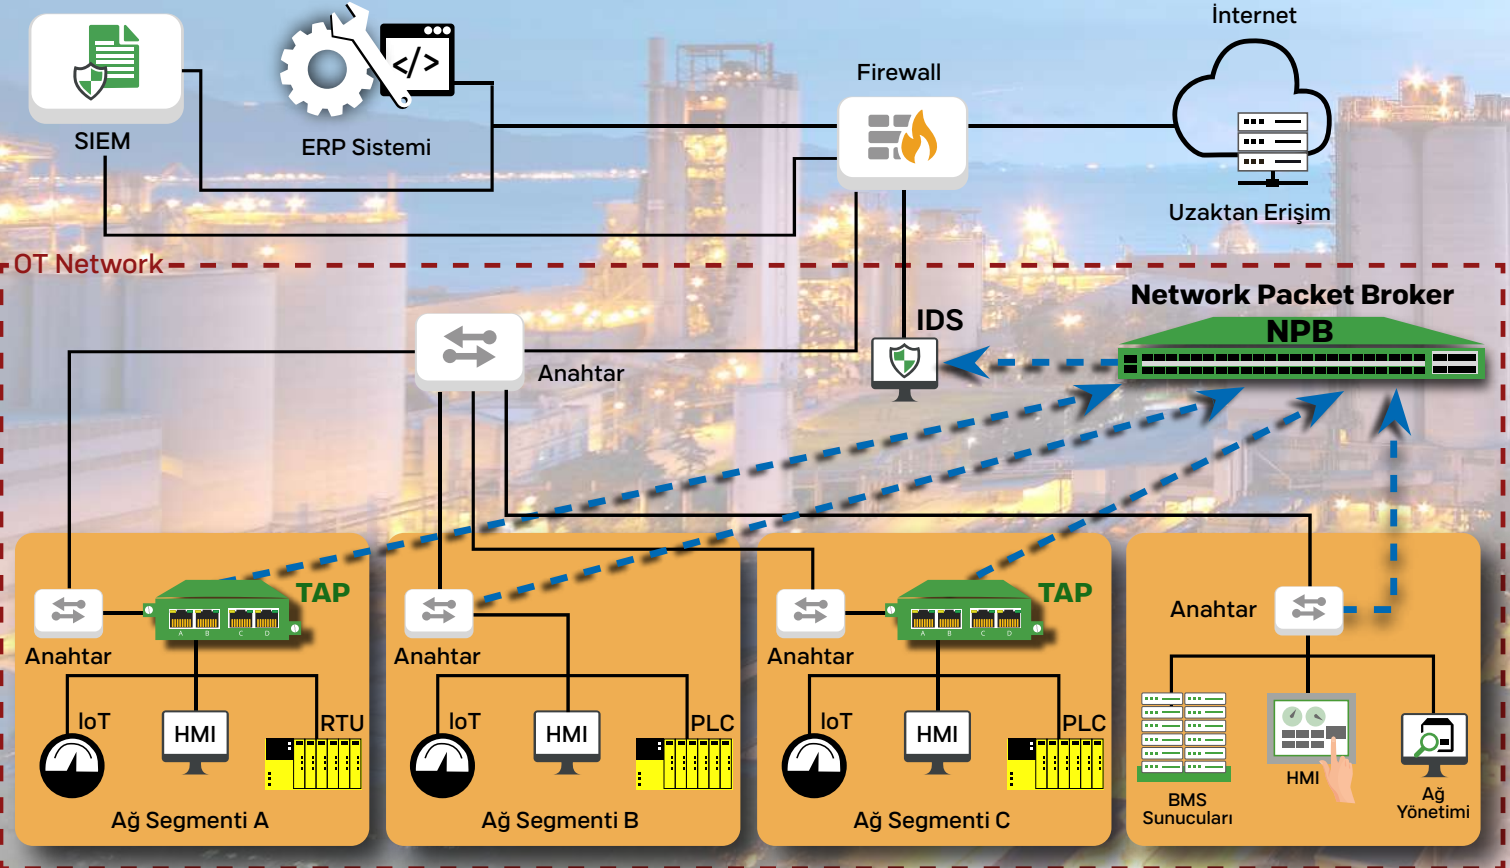 İnternet
Firewall
SIEM
</>
ERP Sistemi
Uzaktan Erişim
OT Network
Network Packet Broker
NPB
IDS
Anahtar
TAP
A B C D
Anahtar
IoT
HMI
RTU
Ağ Segmenti A
Anahtar
IoT
HMI
PLC
Ağ Segmenti B
TAP
A B C D
Anahtar
IoT
HMI
PLC
Ağ Segmenti C
Anahtar
BMS
Sunucuları
HMI
Ağ
Yönetimi